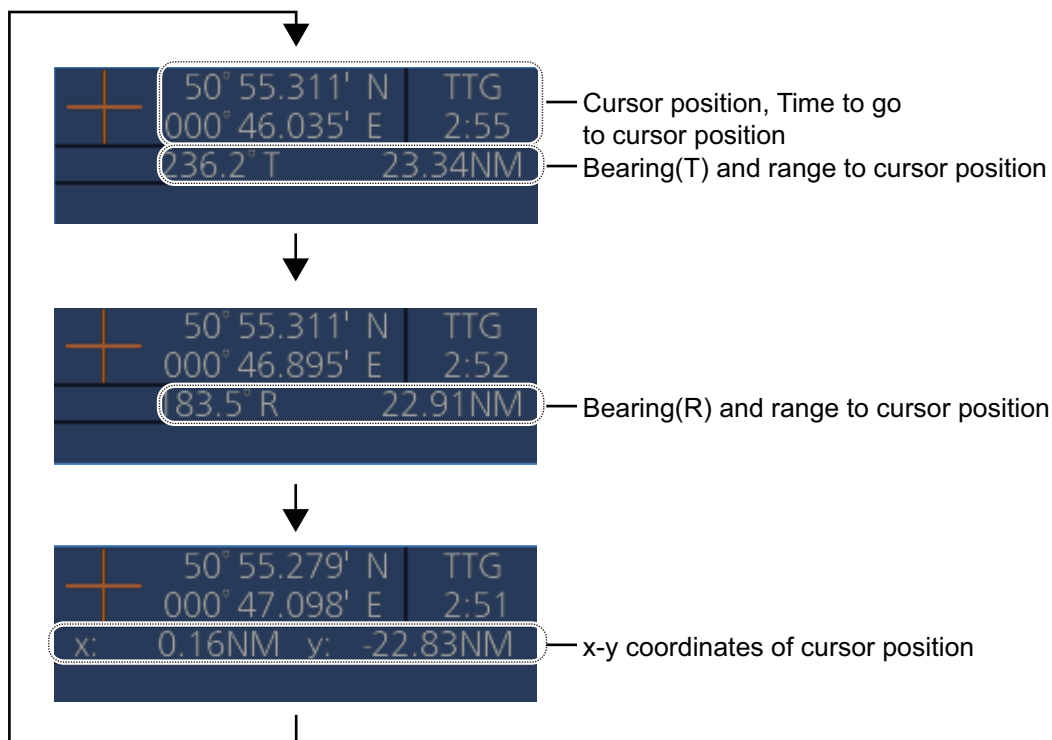 50° 55.311' N TTG
000° 46.035' E 2:55
236.2° T 23.34NM
Cursor position, Time to go
to cursor position
Bearing(T) and range to cursor position
50° 55.311' N TTG
000° 46.895' E 2:52
183.5° R 22.91NM
Bearing(R) and range to cursor position
50° 55.279' N TTG
000° 47.098' E 2:51
x: 0.16NM y: -22.83NM
x-y coordinates of cursor position